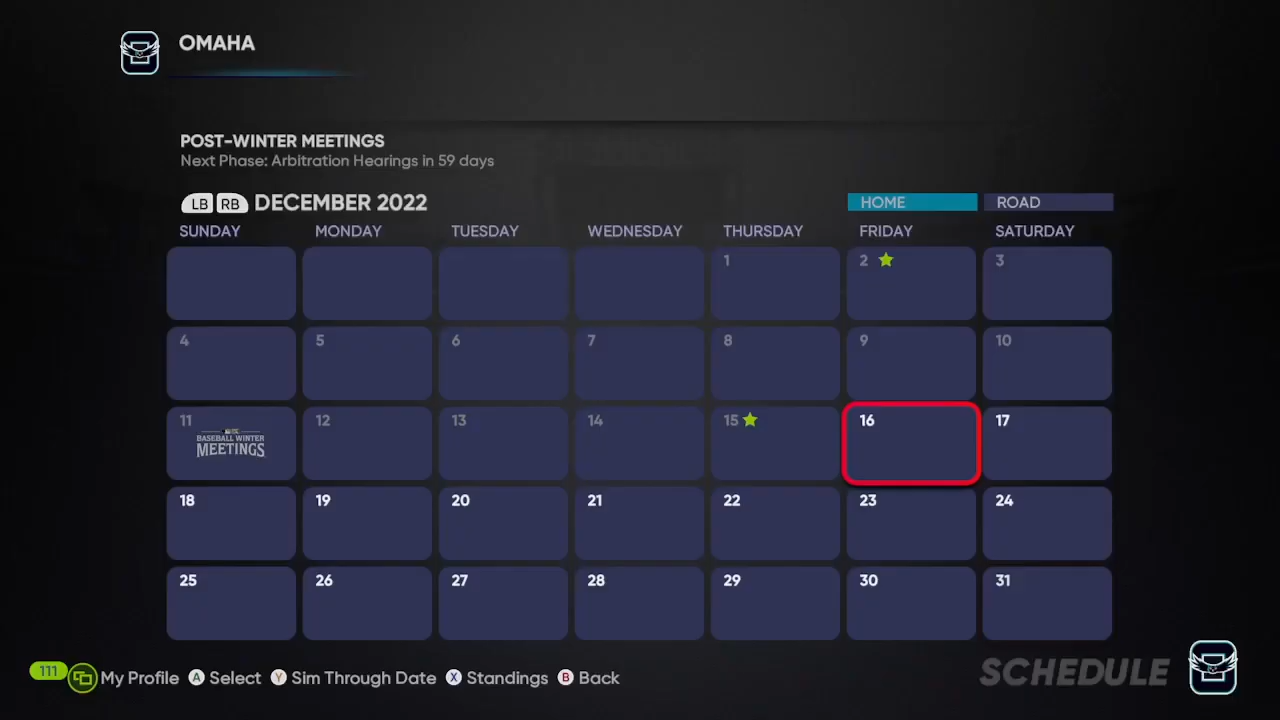 OMAHA
POST-WINTER MEETINGS
Next Phase: Arbitration Hearings in 59 days
LB RB DECEMBER 2022
HOME ROAD
SUNDAY MONDAY TUESDAY WEDNESDAY THURSDAY FRIDAY SATURDAY
1 2 3
4 5 6 7 8 9 10
11 12 13 14 15 16 17
BASEBALL WINTER
MEETINGS
18 19 20 21 22 23 24
25 26 27 28 29 30 31
111 My Profile A Select Y Sim Through Date X Standings B Back
SCHEDULE